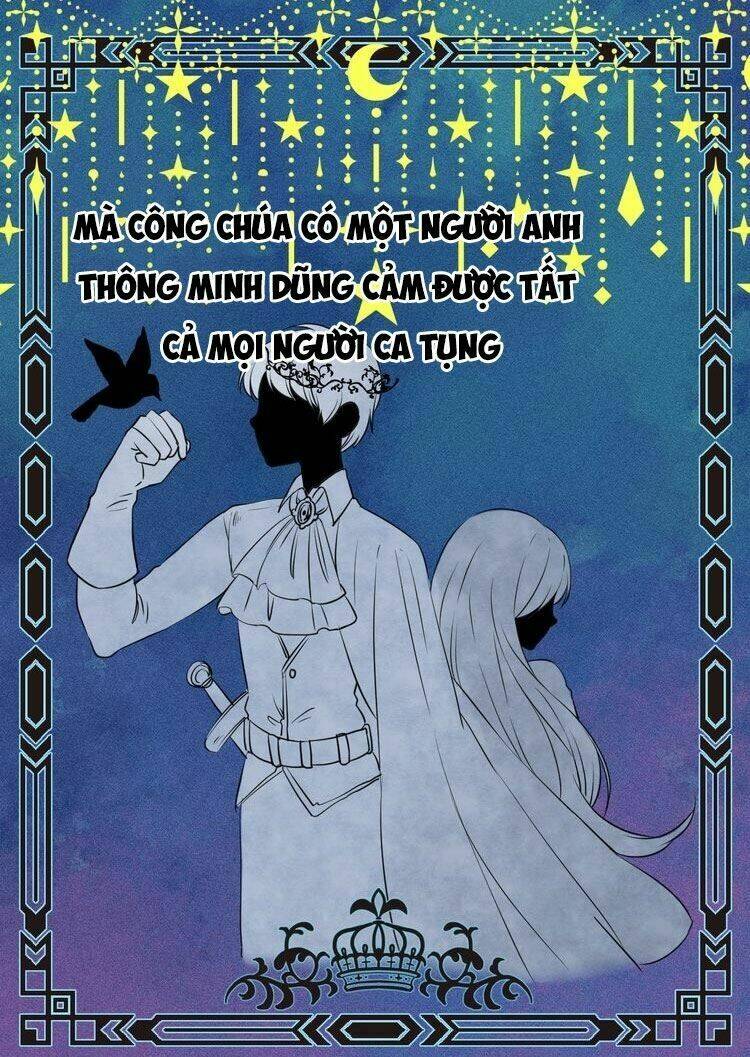 MÀ CÔNG CHÚA CÓ MỘT NGƯỜI ANH
THÔNG MINH DŨNG CẢM ĐƯỢC TẤT
CẢ MỌI NGƯỜI CA TỤNG